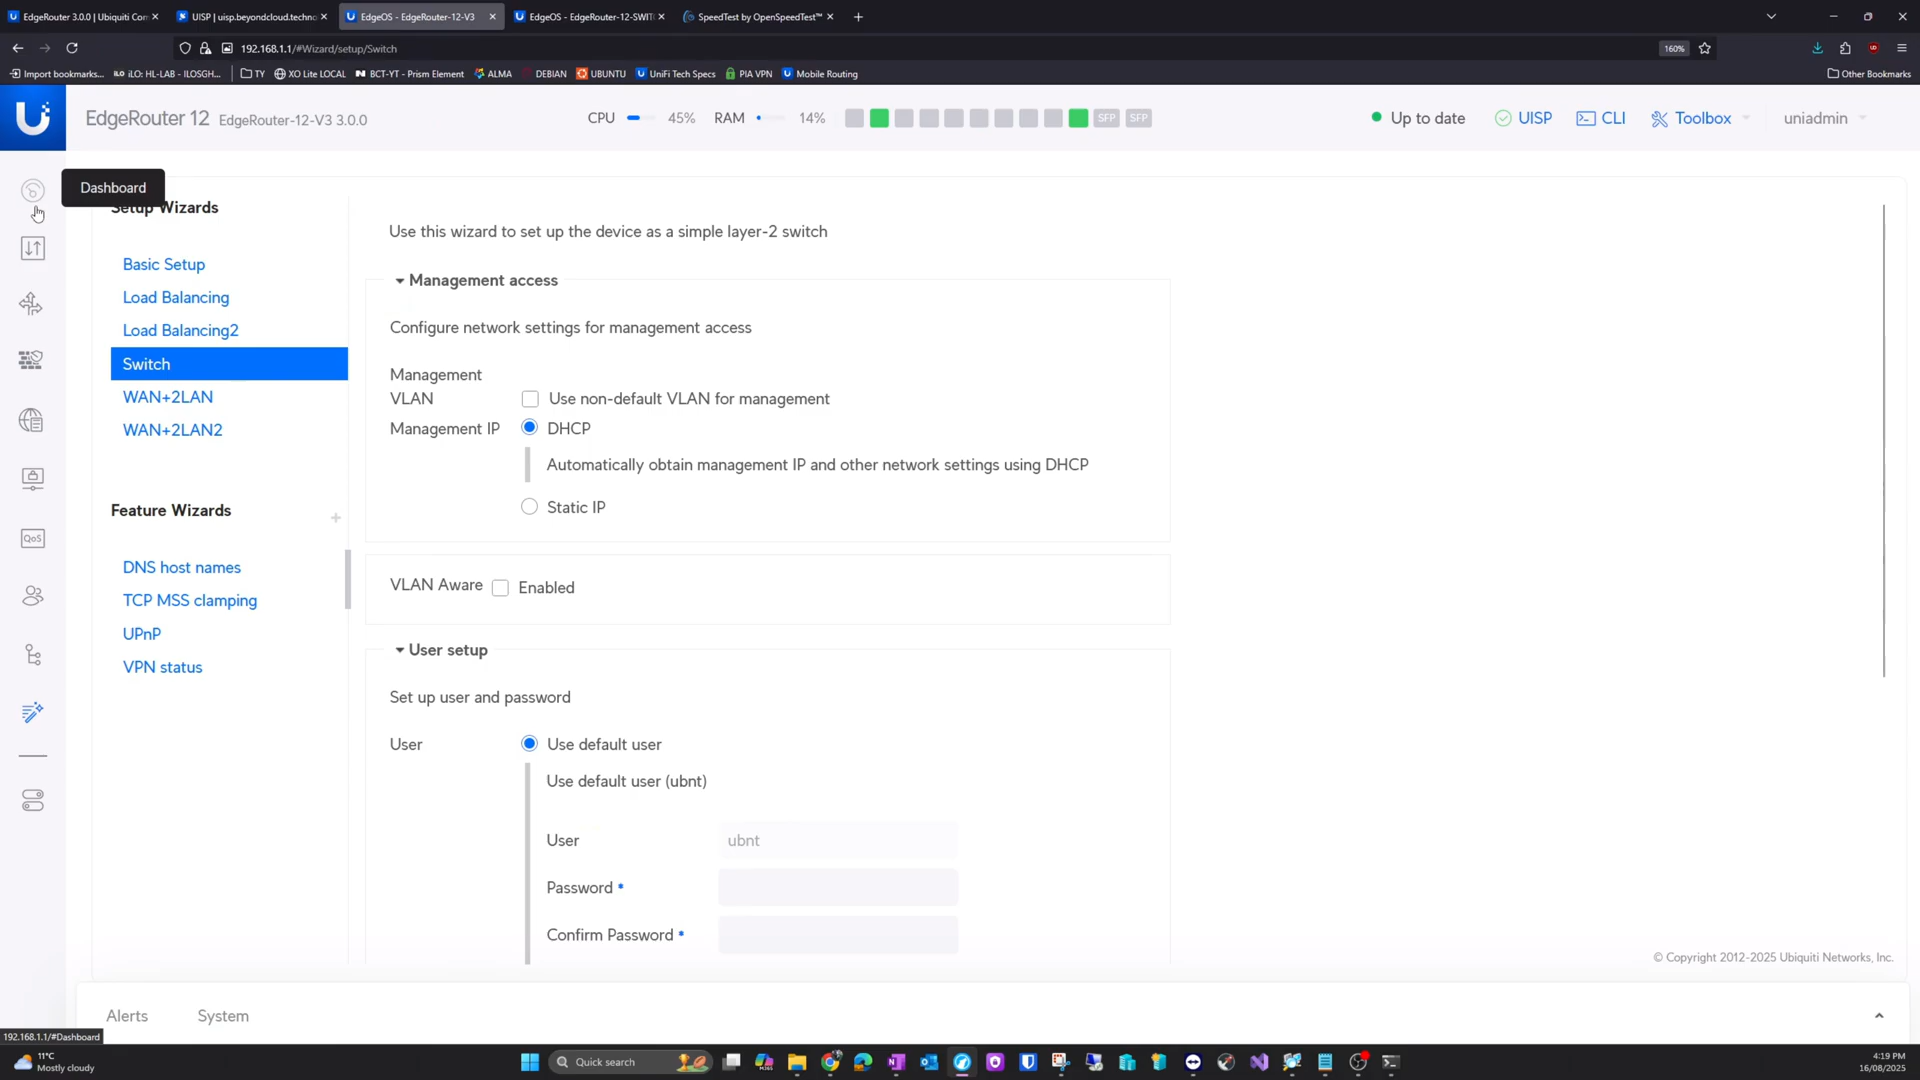 EdgeRouter 3.0.0 | Ubiquiti Com
UISP | uisp.beyondcloud.techno
EdgeOS - EdgeRouter-12-V3
EdgeOS - EdgeRouter-12-SWIT
SpeedTest by OpenSpeedTest™
192.168.1.1/#Wizard/setup/Switch
160%
Import bookmarks...
iLO: HL-LAB - ILOSGH...
TY
XO Lite LOCAL
BCT-YT - Prism Element
ALMA
DEBIAN
UBUNTU
UniFi Tech Specs
PIA VPN
Mobile Routing
Other Bookmarks
EdgeRouter 12 EdgeRouter-12-V3 3.0.0
CPU 45% RAM 14%
SFP SFP
Up to date
UISP
CLI
Toolbox
uniadmin
Dashboard
Setup Wizards
Basic Setup
Load Balancing
Load Balancing2
Switch
WAN+2LAN
WAN+2LAN2
Feature Wizards
DNS host names
TCP MSS clamping
UPnP
VPN status
QoS
Use this wizard to set up the device as a simple layer-2 switch
Management access
Configure network settings for management access
Management
VLAN Use non-default VLAN for management
Management IP DHCP
Automatically obtain management IP and other network settings using DHCP
Static IP
VLAN Aware Enabled
User setup
Set up user and password
User Use default user
Use default user (ubnt)
User ubnt
Password *
Confirm Password *
© Copyright 2012-2025 Ubiquiti Networks, Inc.
Alerts System
192.168.1.1/#Dashboard
11°C
Mostly cloudy
Quick search
4:19 PM
16/08/2025